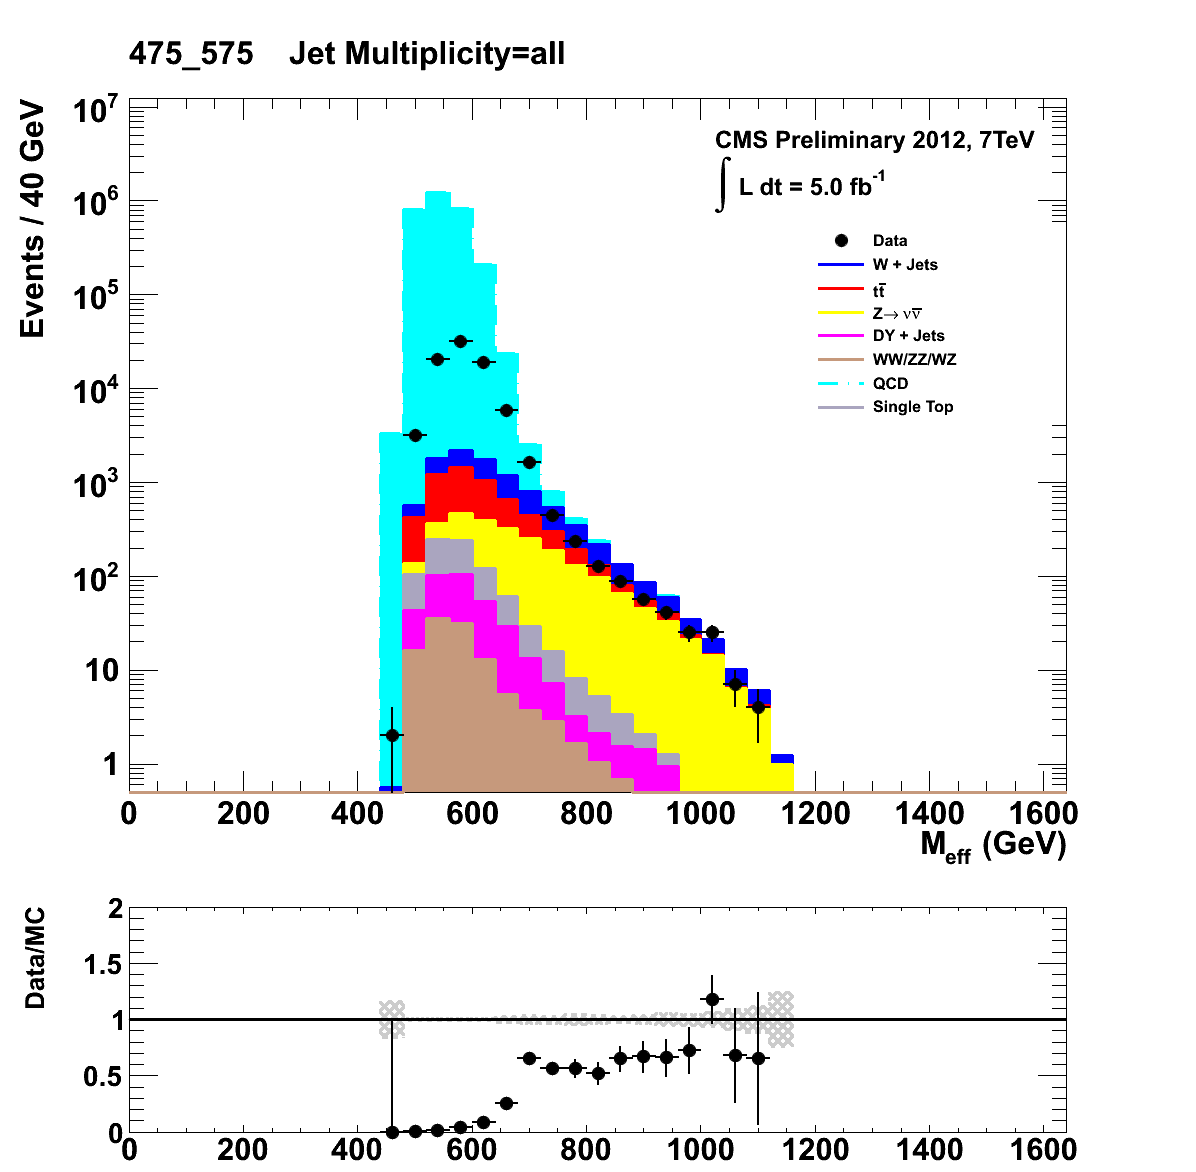 475_575 Jet Multiplicity=all
Events / 40 GeV
10⁷
10⁶
10⁵
10⁴
10³
10²
10
1
CMS Preliminary 2012, 7TeV
∫ L dt = 5.0 fb⁻¹
Data
W + Jets
tt̅
Z→ νν̅
DY + Jets
WW/ZZ/WZ
QCD
Single Top
0 200 400 600 800 1000 1200 1400 1600
M_eff (GeV)
Data/MC
2
1.5
1
0.5
0
0 200 400 600 800 1000 1200 1400 1600